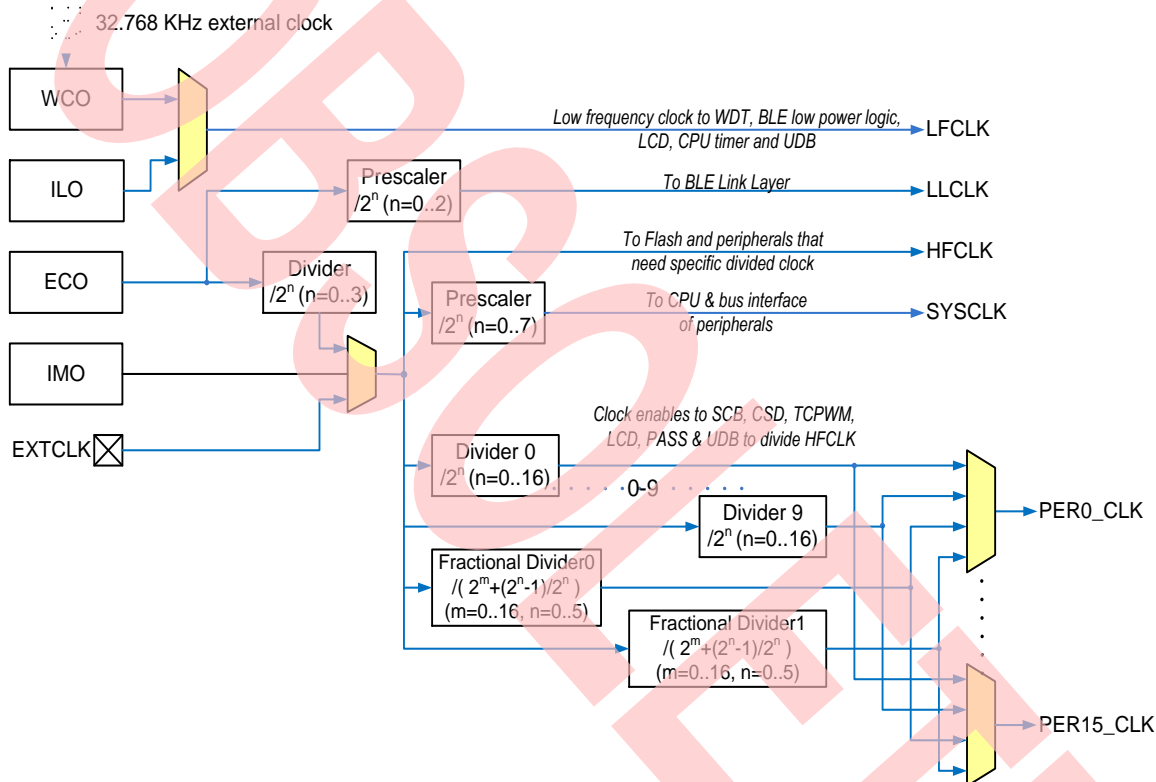 32.768 KHz external clock
WCO
Low frequency clock to WDT, BLE low power logic,
LCD, CPU timer and UDB
LFCLK
ILO
Prescaler
/2ⁿ (n=0..2)
To BLE Link Layer
LLCLK
ECO
Divider
/2ⁿ (n=0..3)
To Flash and peripherals that
need specific divided clock
HFCLK
Prescaler
/2ⁿ (n=0..7)
To CPU & bus interface
of peripherals
SYSCLK
IMO
EXTCLK
Clock enables to SCB, CSD, TCPWM,
LCD, PASS & UDB to divide HFCLK
Divider 0
/2ⁿ (n=0..16)
0-9
Divider 9
/2ⁿ (n=0..16)
PER0_CLK
Fractional Divider0
/( 2ᵐ+(2ⁿ-1)/2ⁿ )
(m=0..16, n=0..5)
Fractional Divider1
/( 2ᵐ+(2ⁿ-1)/2ⁿ )
(m=0..16, n=0..5)
PER15_CLK
OBSOLETE